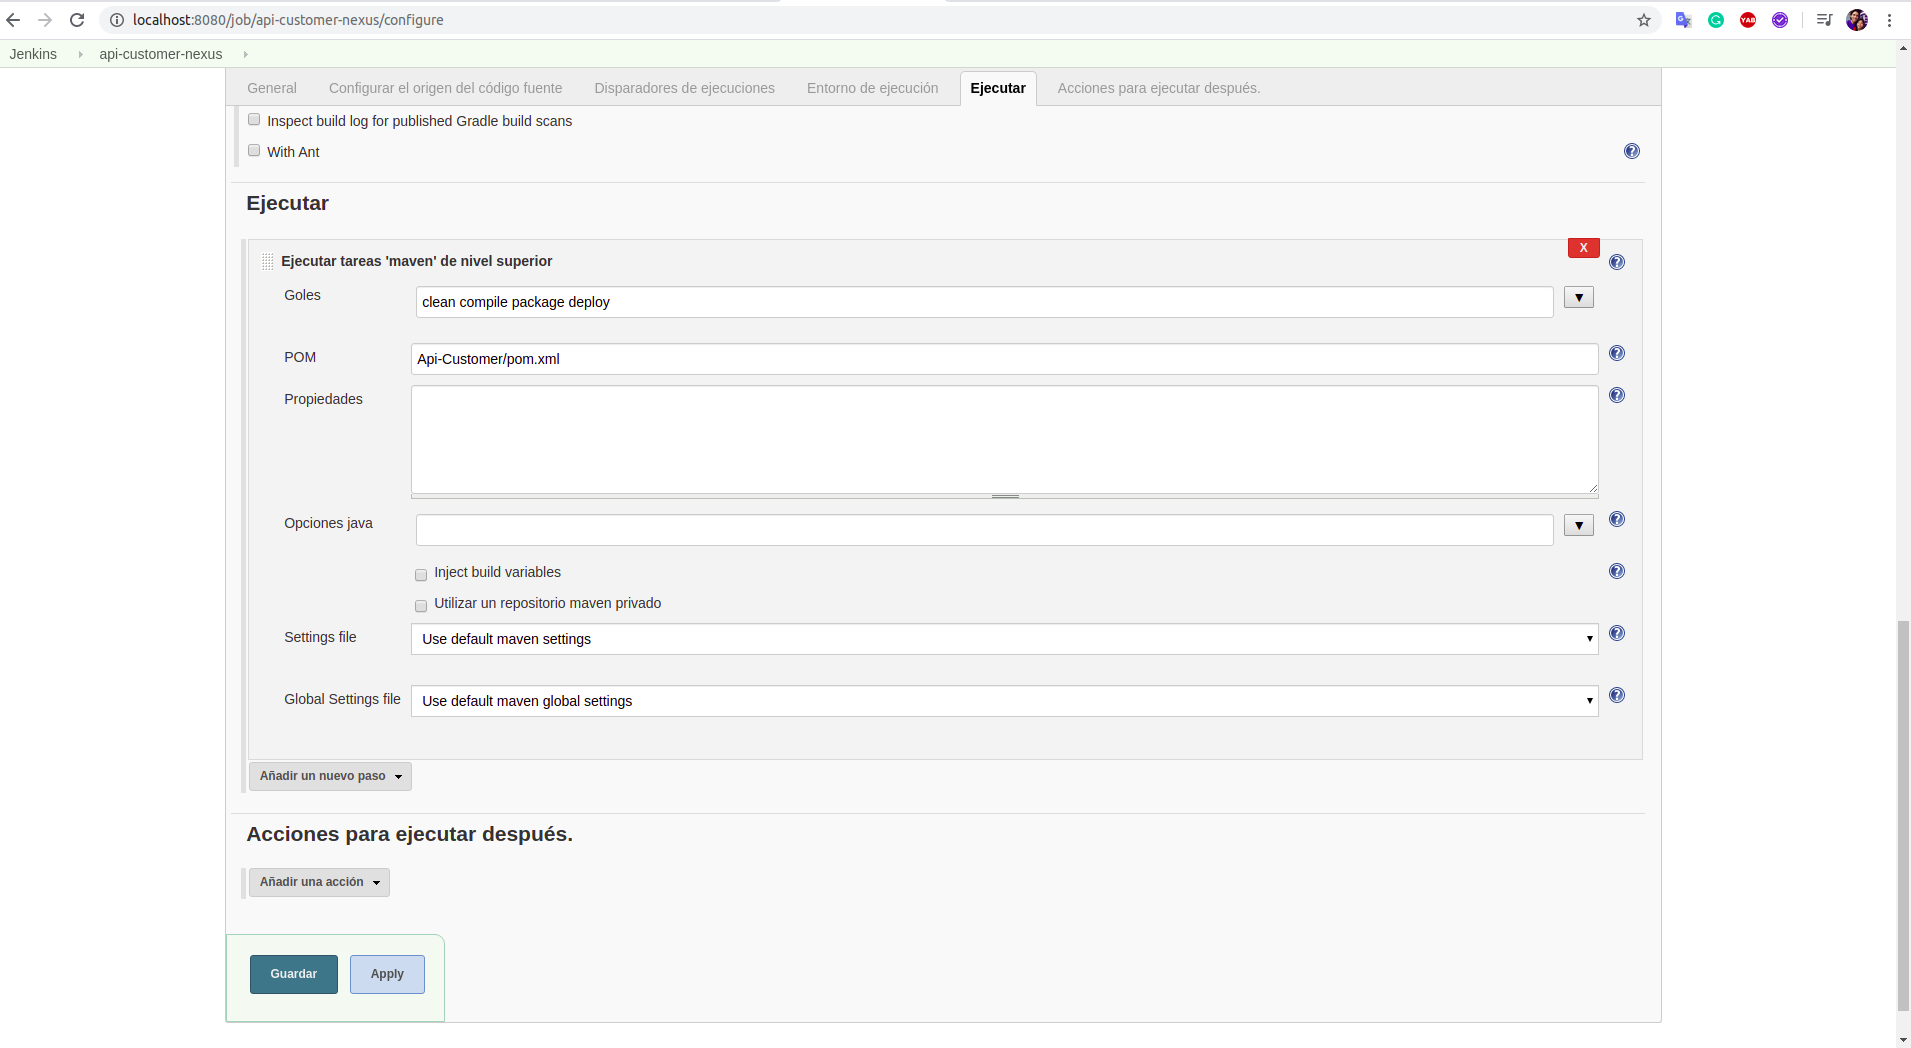 localhost:8080/job/api-customer-nexus/configure
YAB
Jenkins api-customer-nexus
General Configurar el origen del código fuente Disparadores de ejecuciones Entorno de ejecución Ejecutar Acciones para ejecutar después.
Inspect build log for published Gradle build scans
With Ant
?
Ejecutar
X
Ejecutar tareas 'maven' de nivel superior
?
Goles
clean compile package deploy
▼
POM
Api-Customer/pom.xml
?
Propiedades
?
Opciones java
▼
?
Inject build variables
?
Utilizar un repositorio maven privado
Settings file
Use default maven settings
?
Global Settings file
Use default maven global settings
?
Añadir un nuevo paso
Acciones para ejecutar después.
Añadir una acción
Guardar Apply